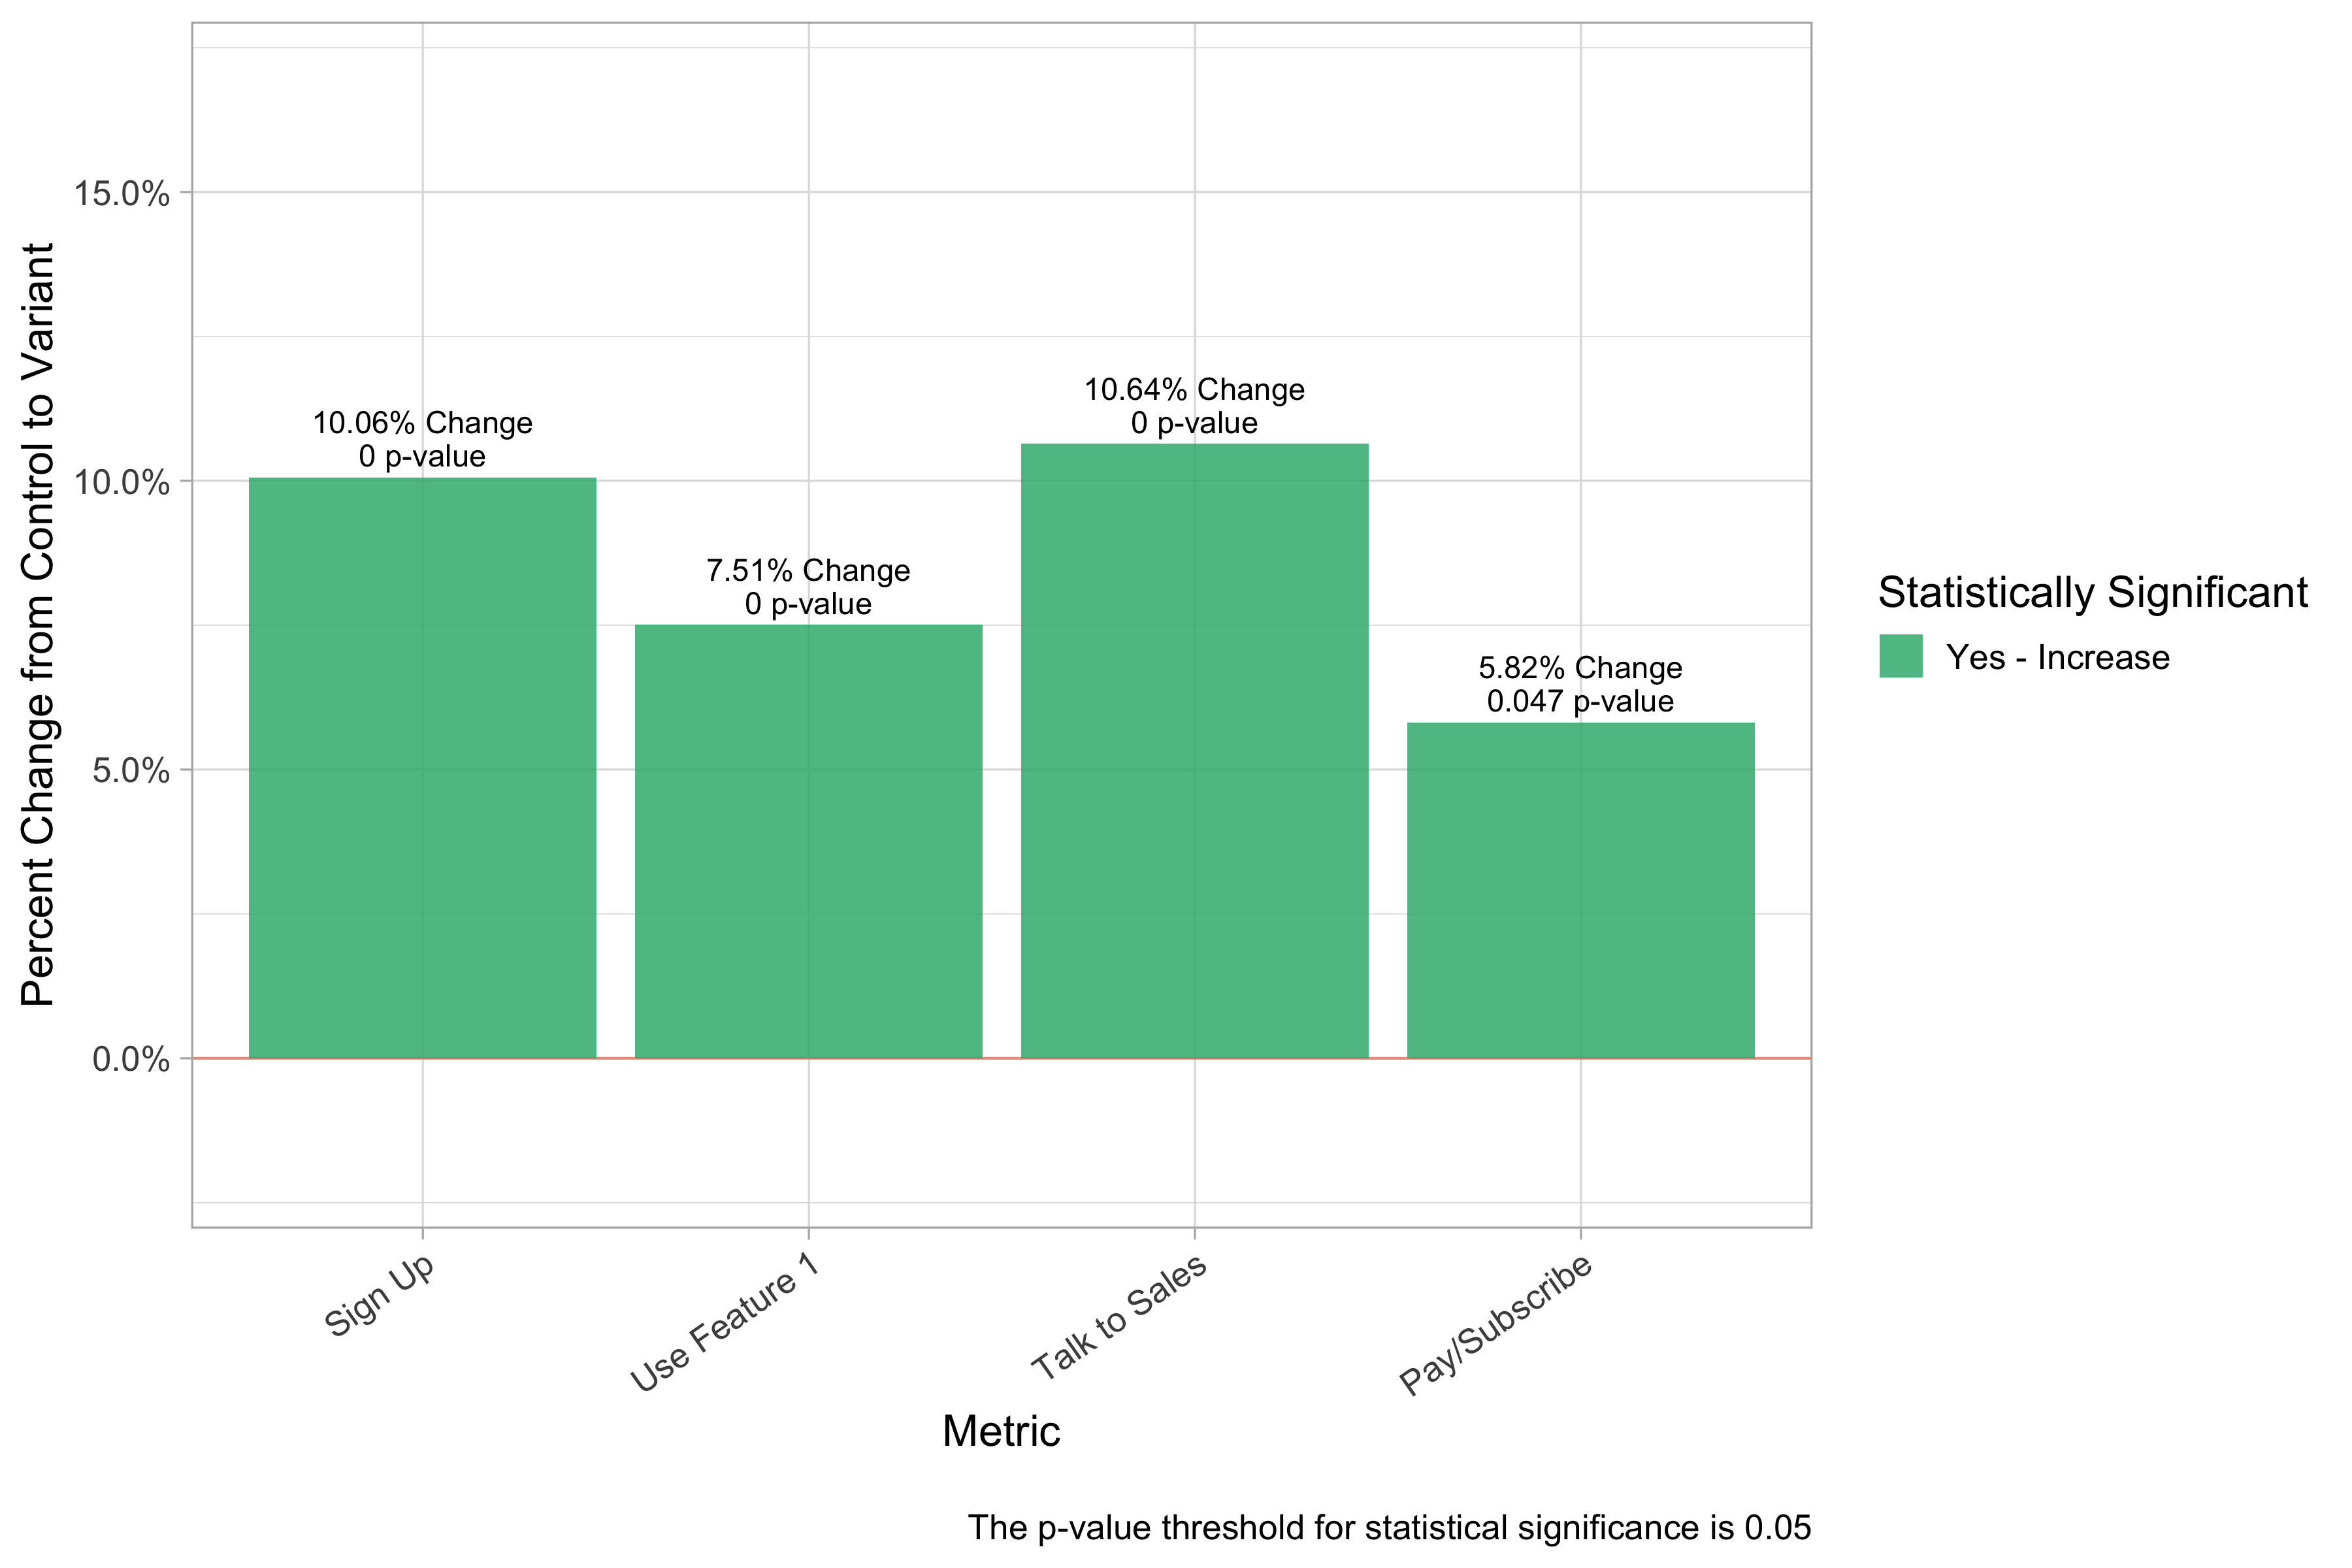 Percent Change from Control to Variant
15.0%
10.0%
5.0%
0.0%
10.06% Change
0 p-value
7.51% Change
0 p-value
10.64% Change
0 p-value
5.82% Change
0.047 p-value
Sign Up
Use Feature 1
Talk to Sales
Pay/Subscribe
Metric
Statistically Significant
Yes - Increase
The p-value threshold for statistical significance is 0.05